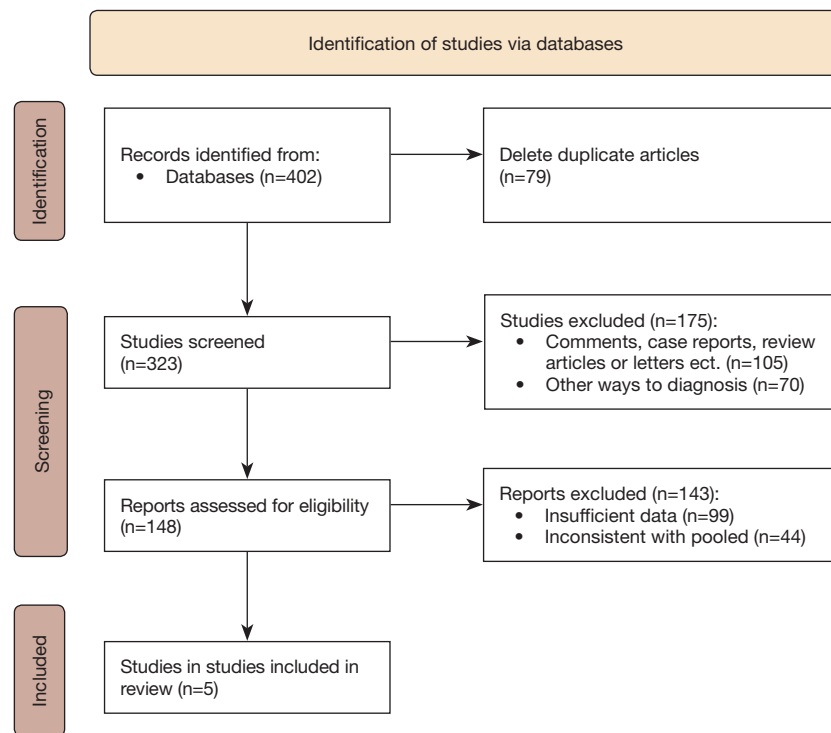 Identification of studies via databases
Identification
Records identified from:
• Databases (n=402)
Delete duplicate articles
(n=79)
Screening
Studies screened
(n=323)
Studies excluded (n=175):
• Comments, case reports, review
articles or letters ect. (n=105)
• Other ways to diagnosis (n=70)
Reports assessed for eligibility
(n=148)
Reports excluded (n=143):
• Insufficient data (n=99)
• Inconsistent with pooled (n=44)
Included
Studies in studies included in
review (n=5)